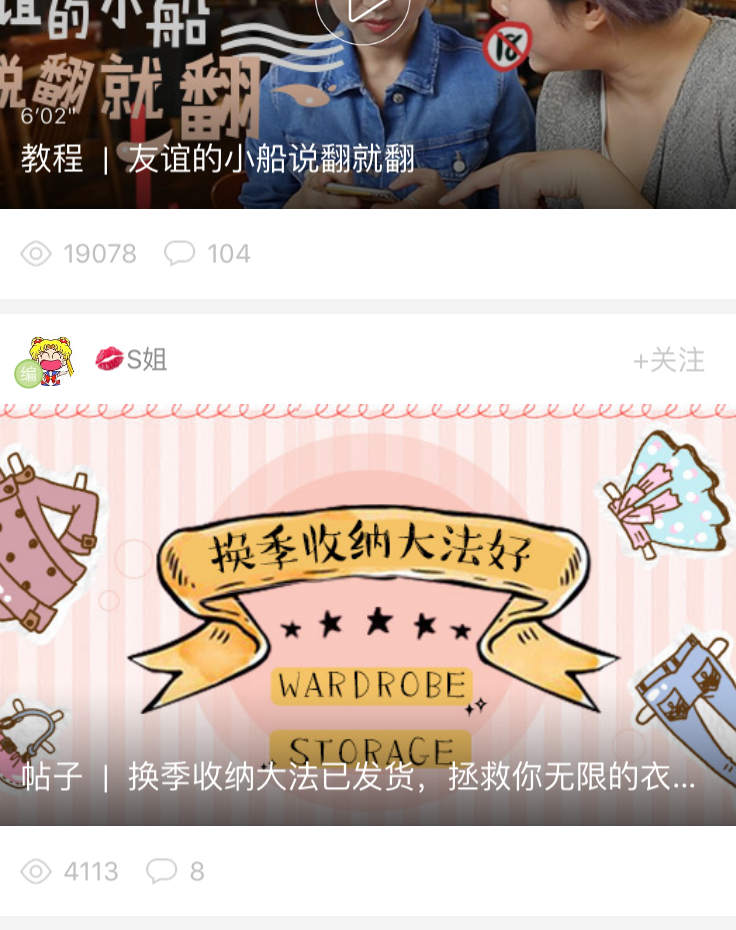 谊的小船
说翻就翻
18
6'02"
教程 | 友谊的小船说翻就翻
19078 104
编 S姐 +关注
换季收纳大法好
WARDROBE
STORAGE
帖子 | 换季收纳大法已发货，拯救你无限的衣...
4113 8